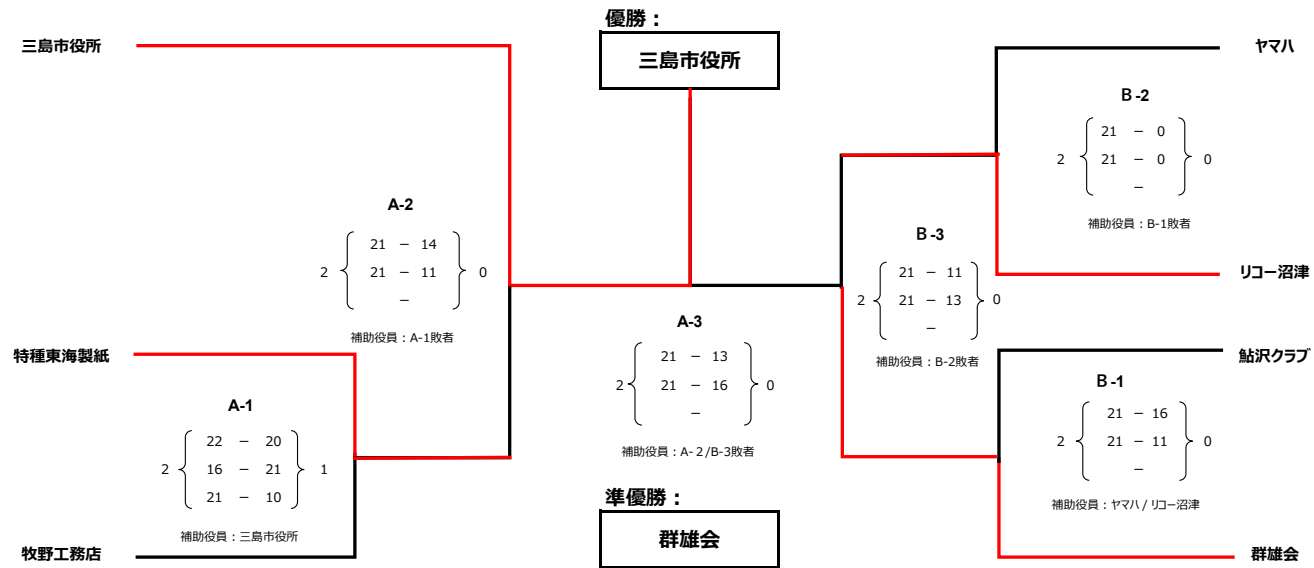 優勝：
三島市役所
三島市役所
ヤマハ
B-2
21 － 0
2 21 － 0 0
－
補助役員：B-1敗者
A-2
21 － 14
2 21 － 11 0
－
補助役員：A-1敗者
B-3
21 － 11
2 21 － 13 0
－
補助役員：B-2敗者
リコー沼津
特種東海製紙
A-3
21 － 13
2 21 － 16 0
－
補助役員：A-２/B-3敗者
鮎沢クラブ
A-1
22 － 20
2 16 － 21 1
21 － 10
補助役員：三島市役所
B-1
21 － 16
2 21 － 11 0
－
補助役員：ヤマハ / リコー沼津
準優勝：
群雄会
牧野工務店
群雄会